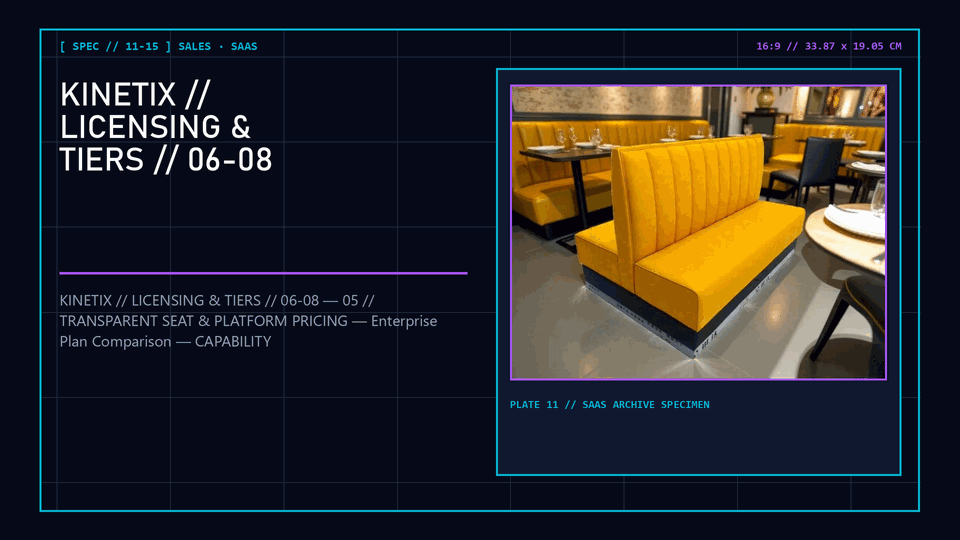 [ SPEC // 11-15 ] SALES · SAAS
16:9 // 33.87 x 19.05 CM
KINETIX //
LICENSING &
TIERS // 06-08
KINETIX // LICENSING & TIERS // 06-08 — 05 //
TRANSPARENT SEAT & PLATFORM PRICING — Enterprise
Plan Comparison — CAPABILITY
PLATE 11 // SAAS ARCHIVE SPECIMEN